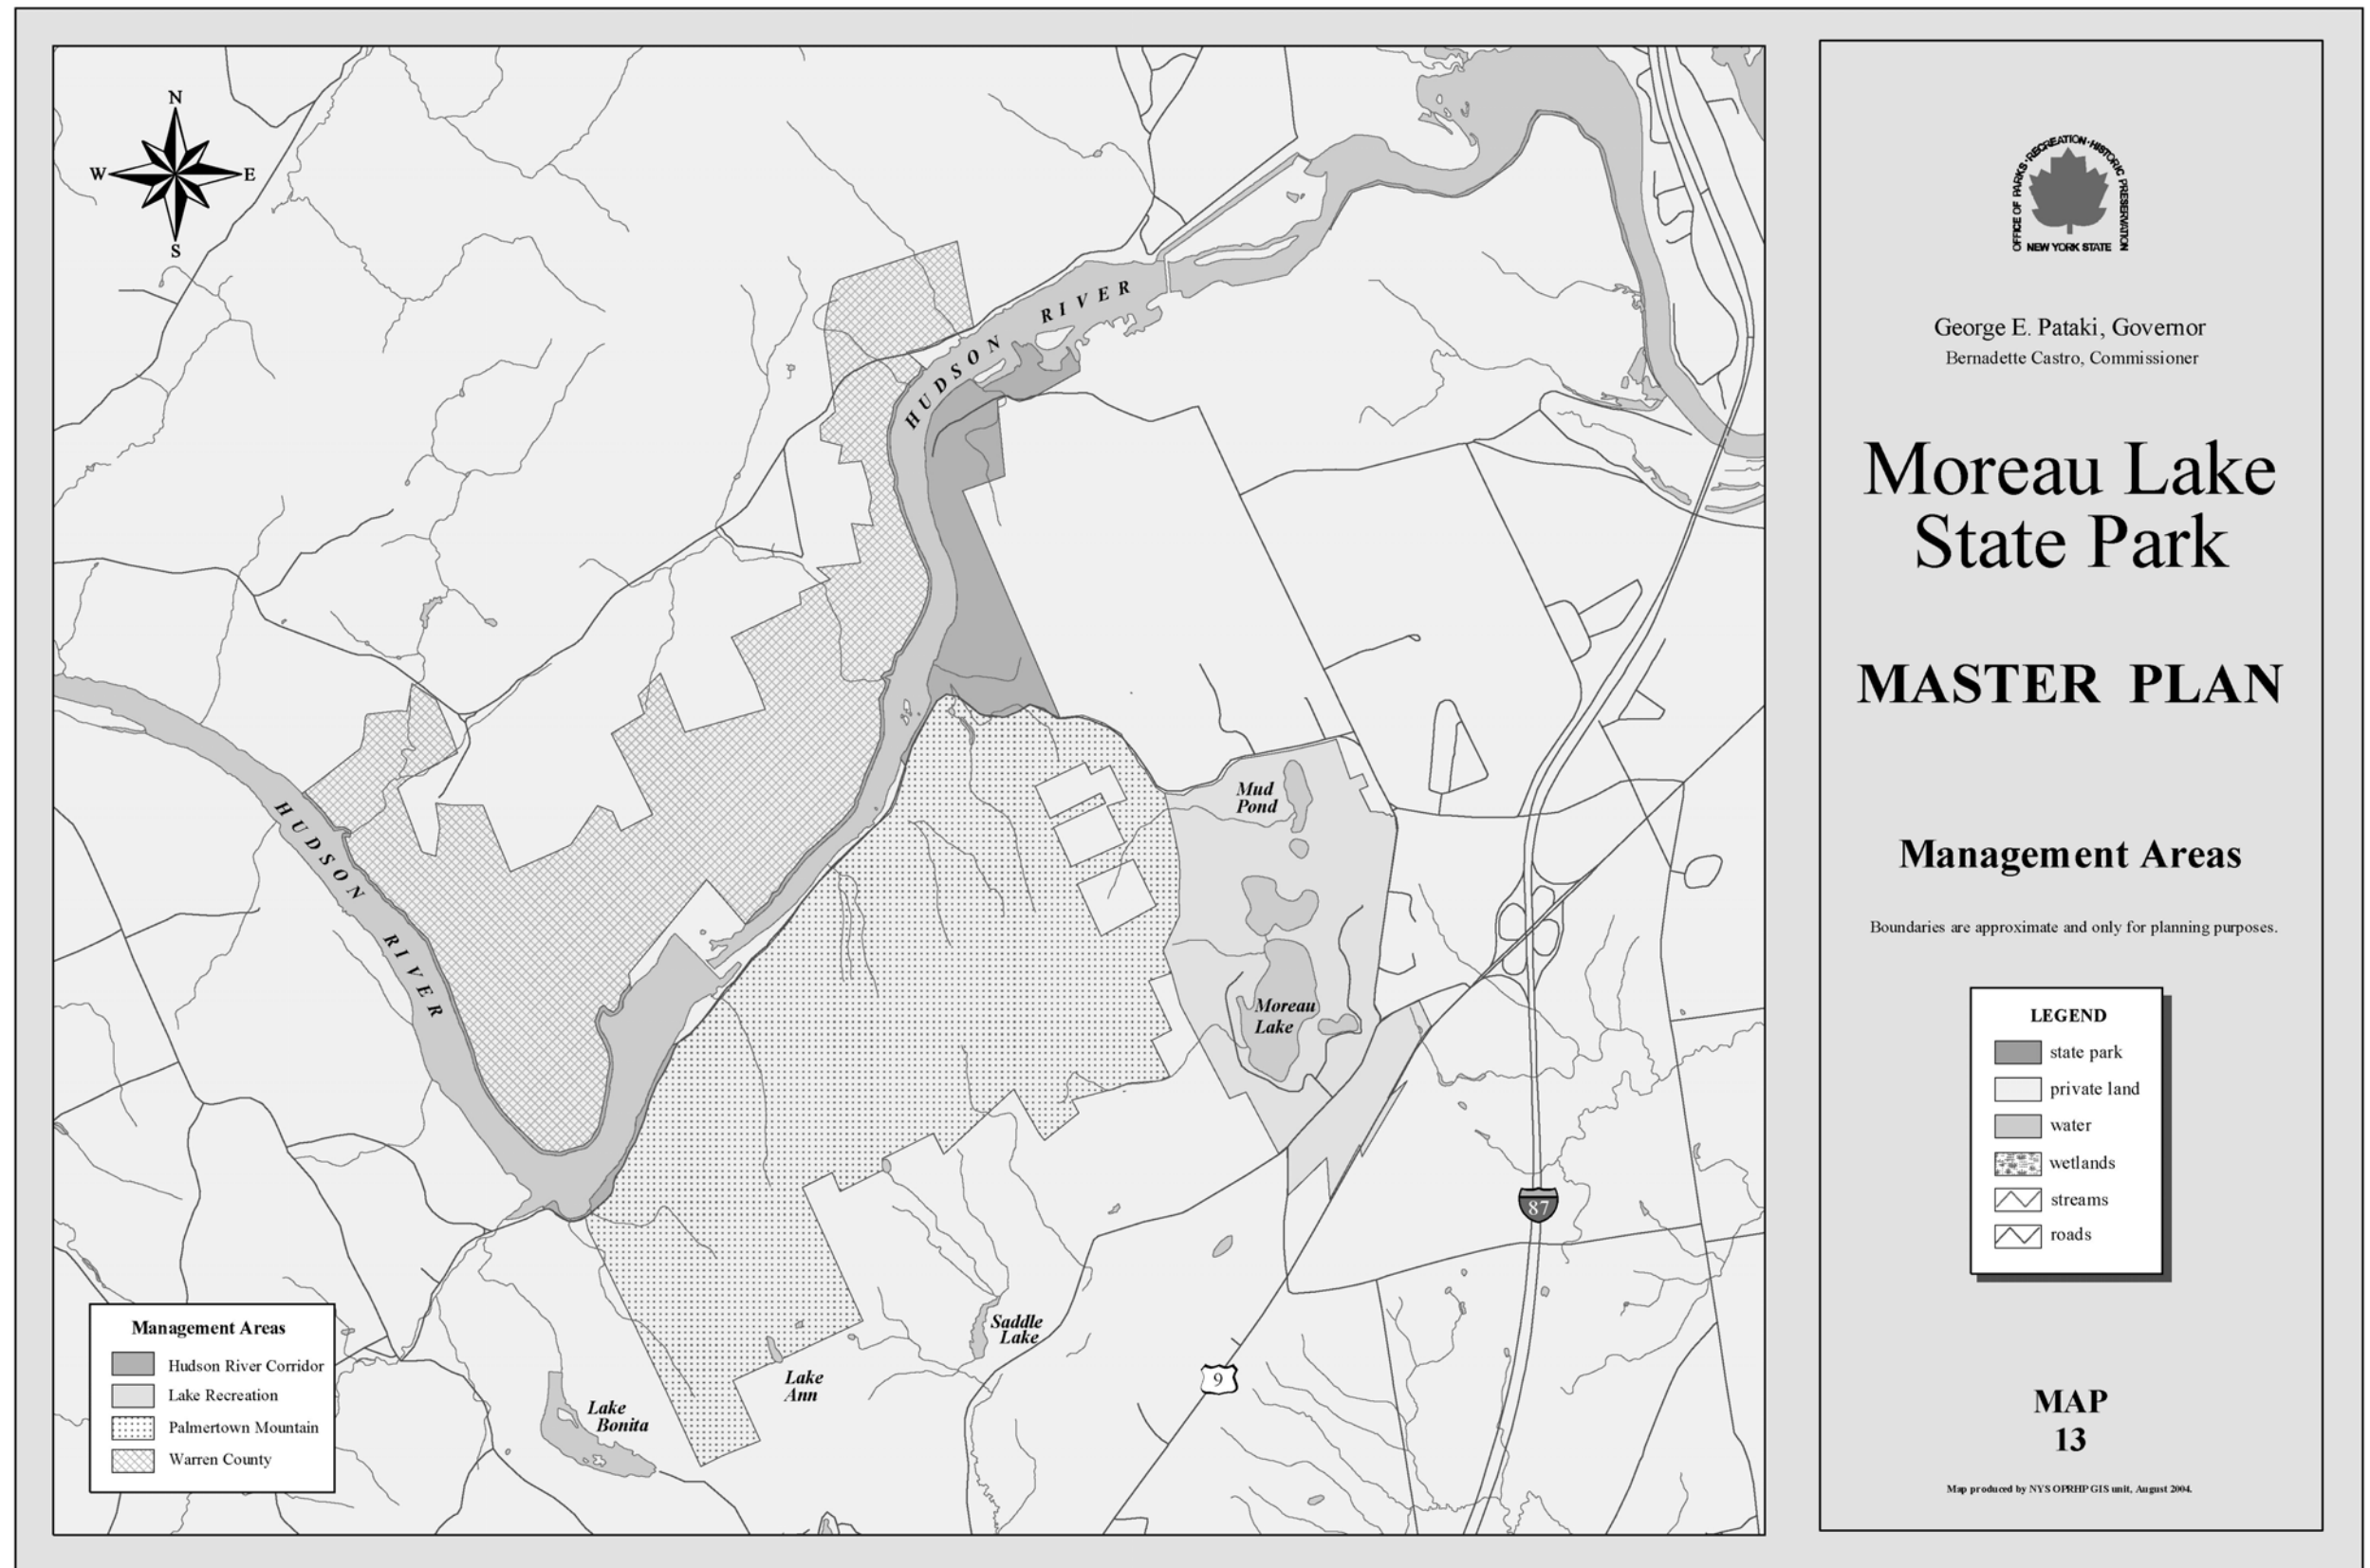 N
W
E
S
HUDSON RIVER
HUDSON RIVER
Mud
Pond
Moreau
Lake
Saddle
Lake
Lake
Ann
Lake
Bonita
87
9
Management Areas
Hudson River Corridor
Lake Recreation
Palmertown Mountain
Warren County
OFFICE OF PARKS · RECREATION · HISTORIC PRESERVATION
NEW YORK STATE
George E. Pataki, Governor
Bernadette Castro, Commissioner
Moreau Lake
State Park
MASTER PLAN
Management Areas
Boundaries are approximate and only for planning purposes.
LEGEND
state park
private land
water
wetlands
streams
roads
MAP
13
Map produced by NYS OPRHP GIS unit, August 2004.